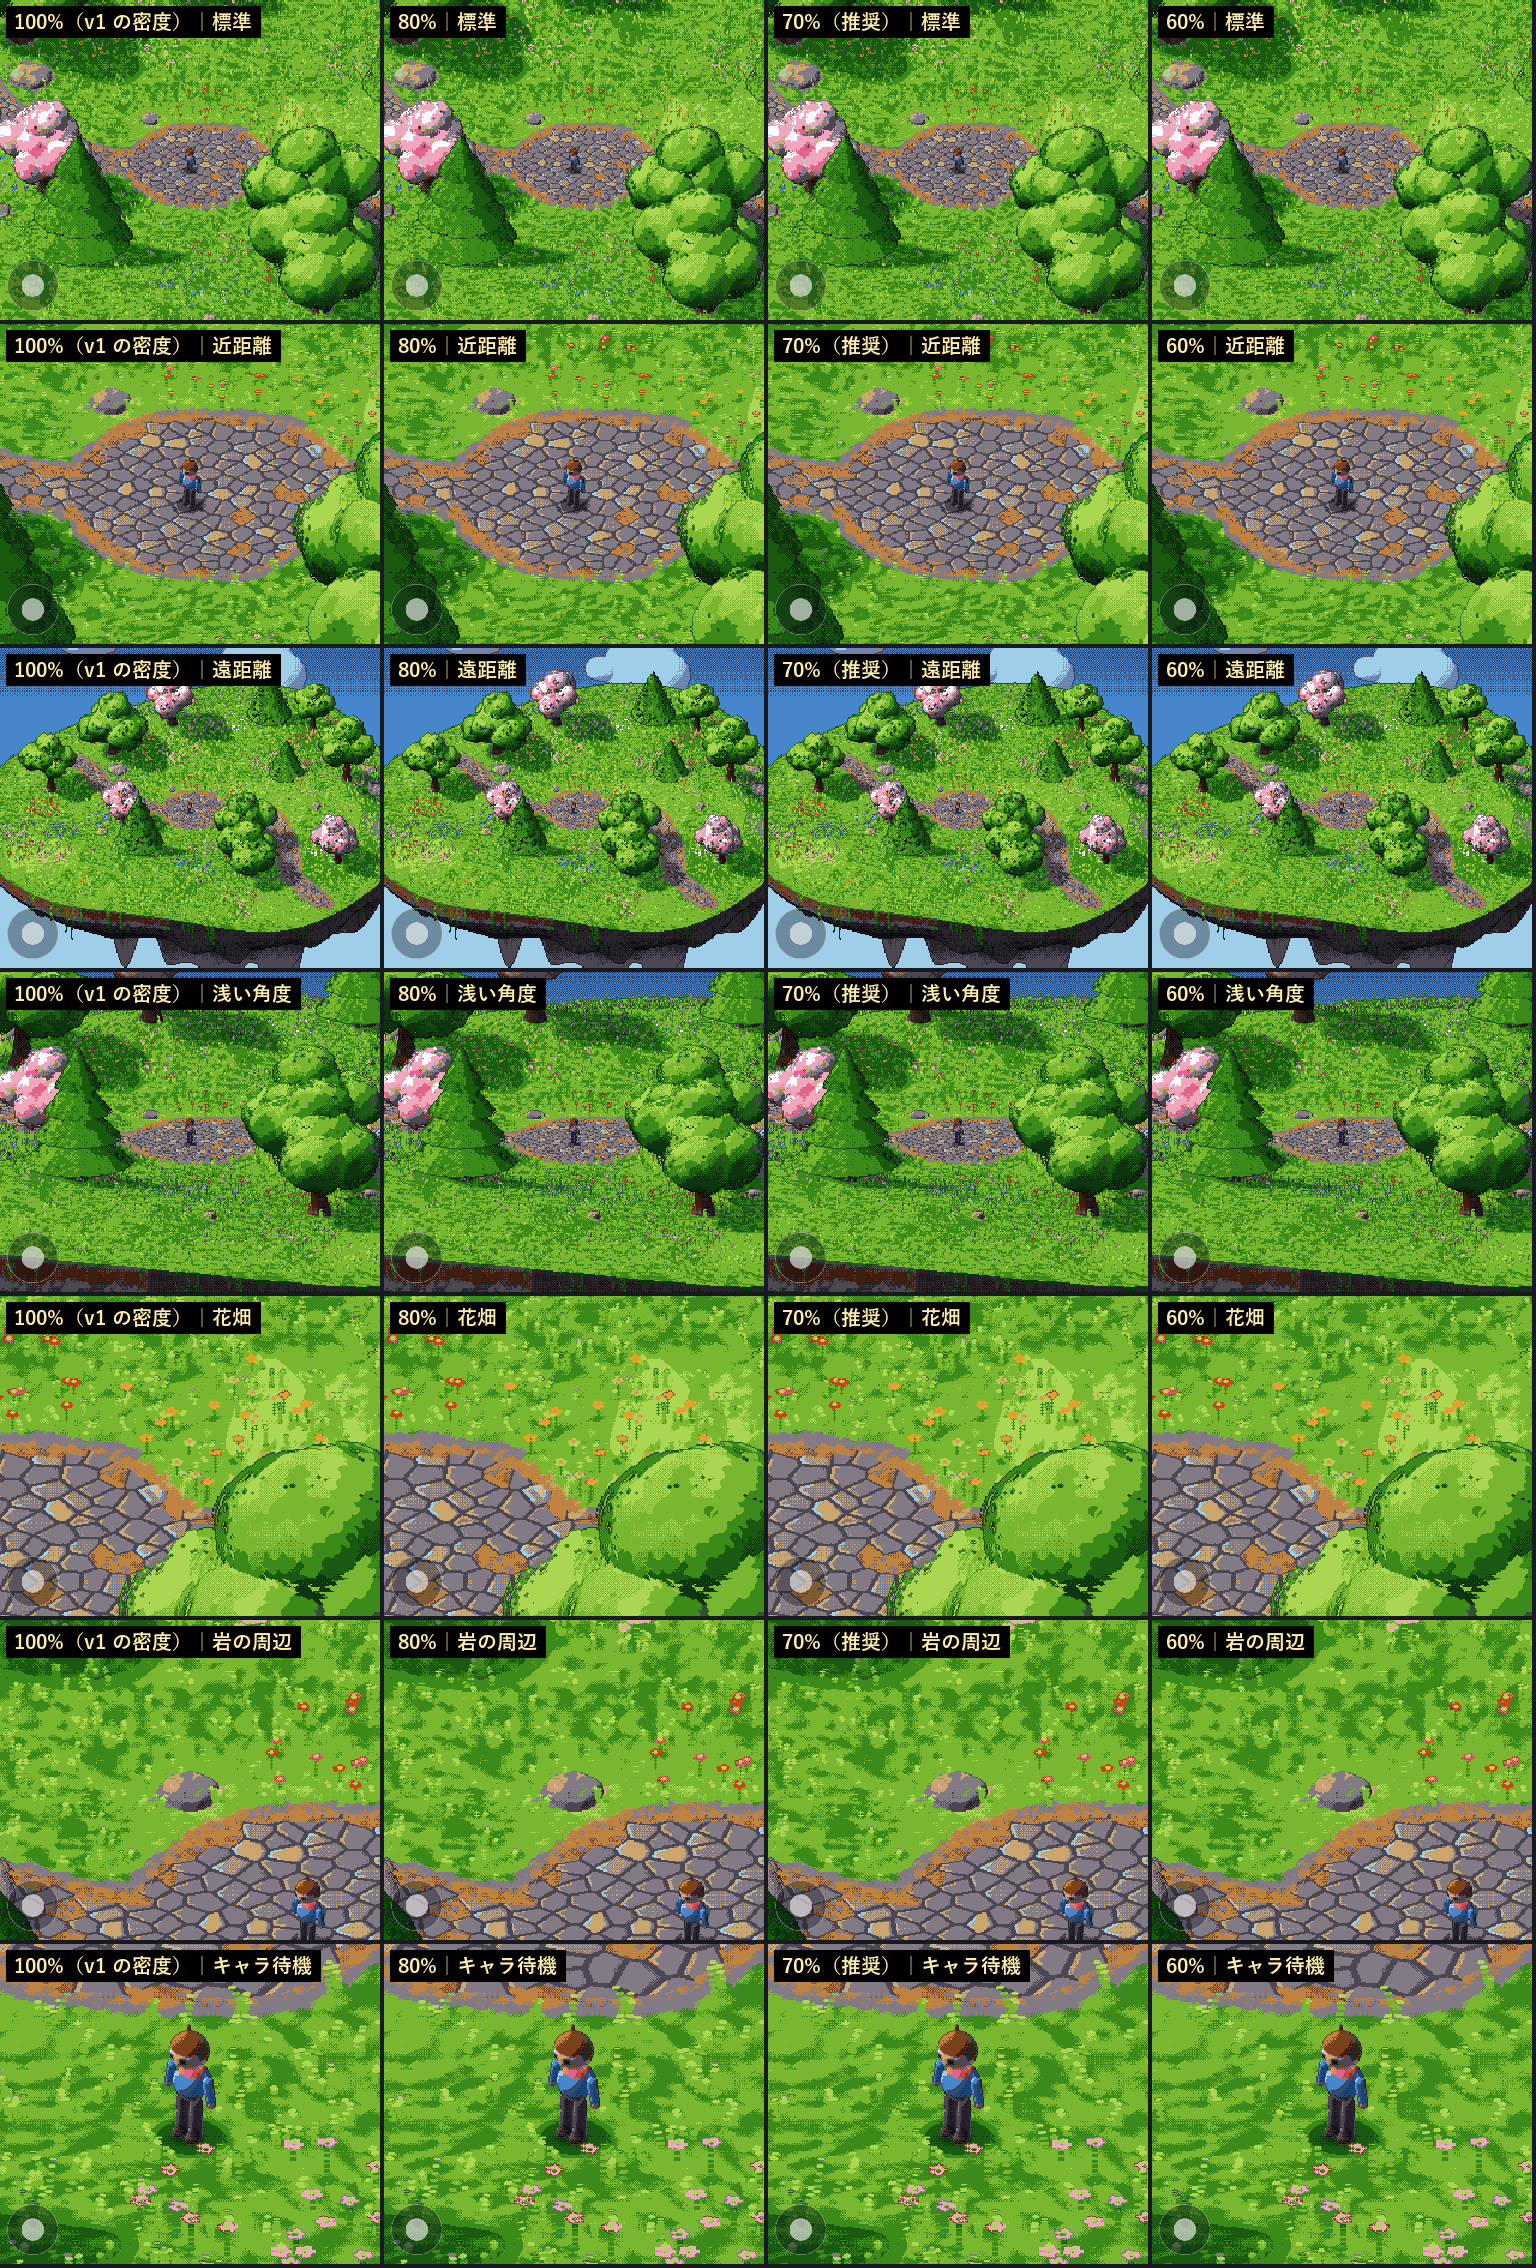 100%（v1 の密度）｜標準
80%｜標準
70%（推奨）｜標準
60%｜標準
100%（v1 の密度）｜近距離
80%｜近距離
70%（推奨）｜近距離
60%｜近距離
100%（v1 の密度）｜遠距離
80%｜遠距離
70%（推奨）｜遠距離
60%｜遠距離
100%（v1 の密度）｜浅い角度
80%｜浅い角度
70%（推奨）｜浅い角度
60%｜浅い角度
100%（v1 の密度）｜花畑
80%｜花畑
70%（推奨）｜花畑
60%｜花畑
100%（v1 の密度）｜岩の周辺
80%｜岩の周辺
70%（推奨）｜岩の周辺
60%｜岩の周辺
100%（v1 の密度）｜キャラ待機
80%｜キャラ待機
70%（推奨）｜キャラ待機
60%｜キャラ待機